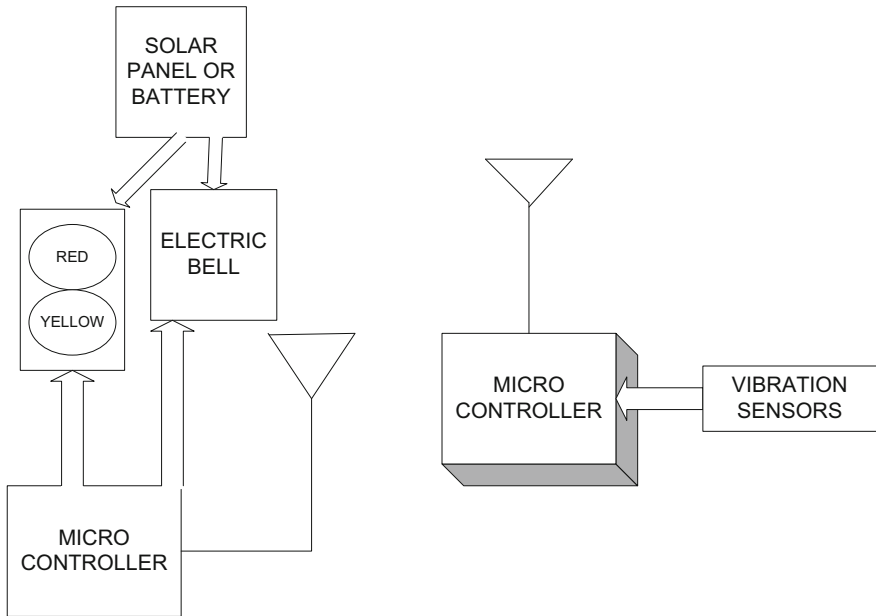 SOLAR
PANEL OR
BATTERY
RED
YELLOW
ELECTRIC
BELL
MICRO
CONTROLLER
MICRO
CONTROLLER
VIBRATION
SENSORS